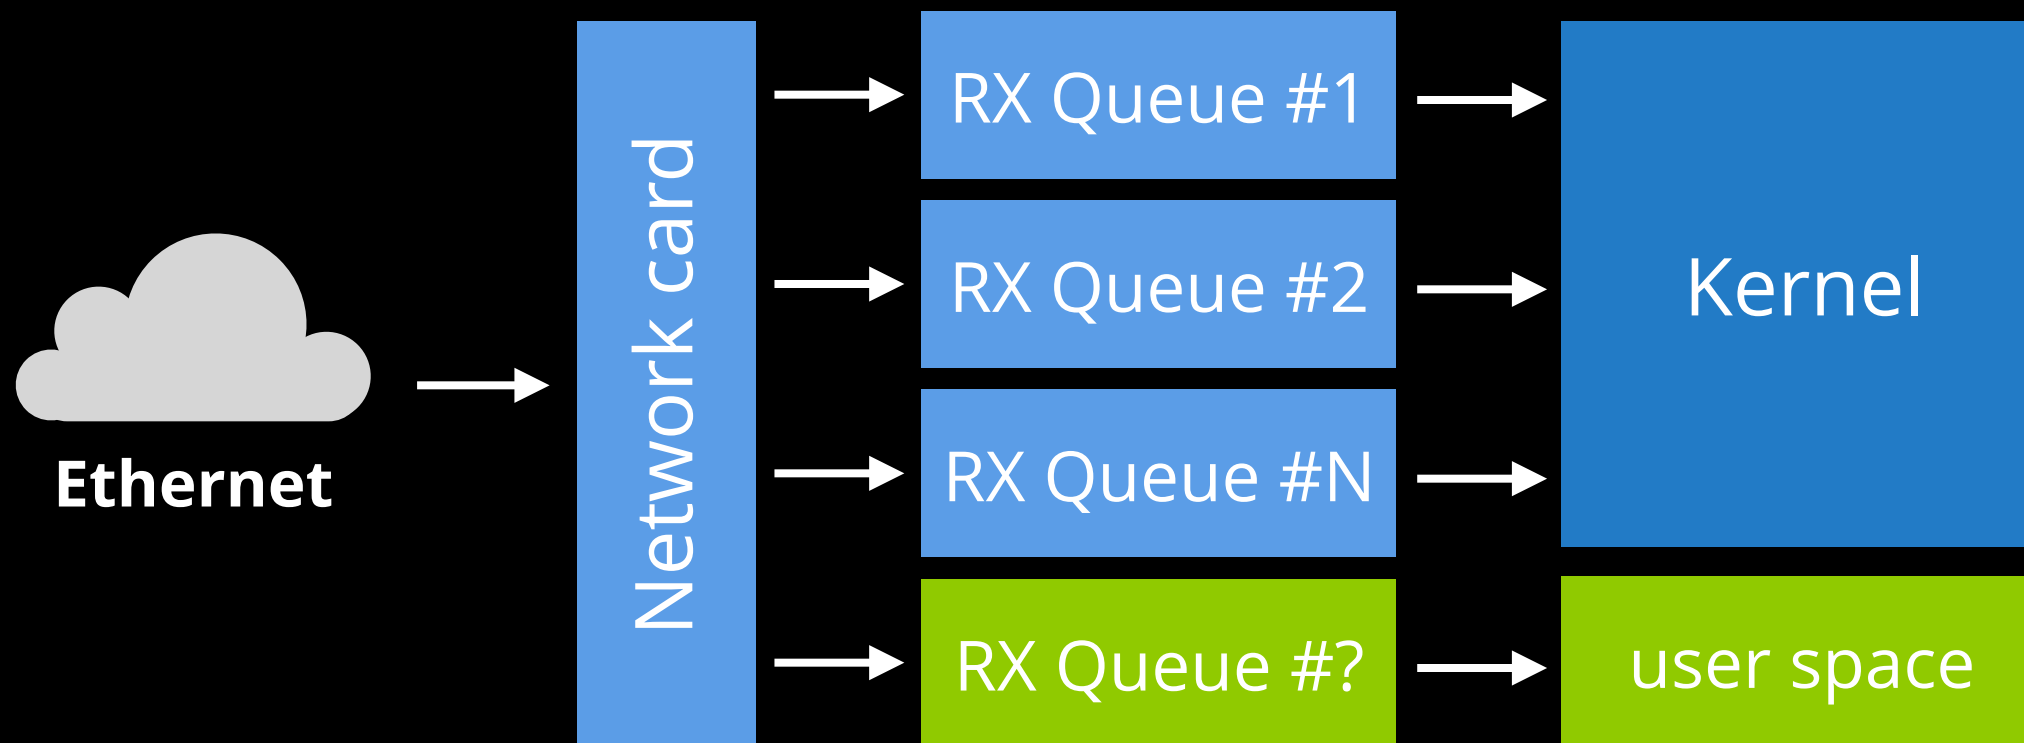 Ethernet
Network card
RX Queue #1
RX Queue #2
RX Queue #N
RX Queue #?
Kernel
user space